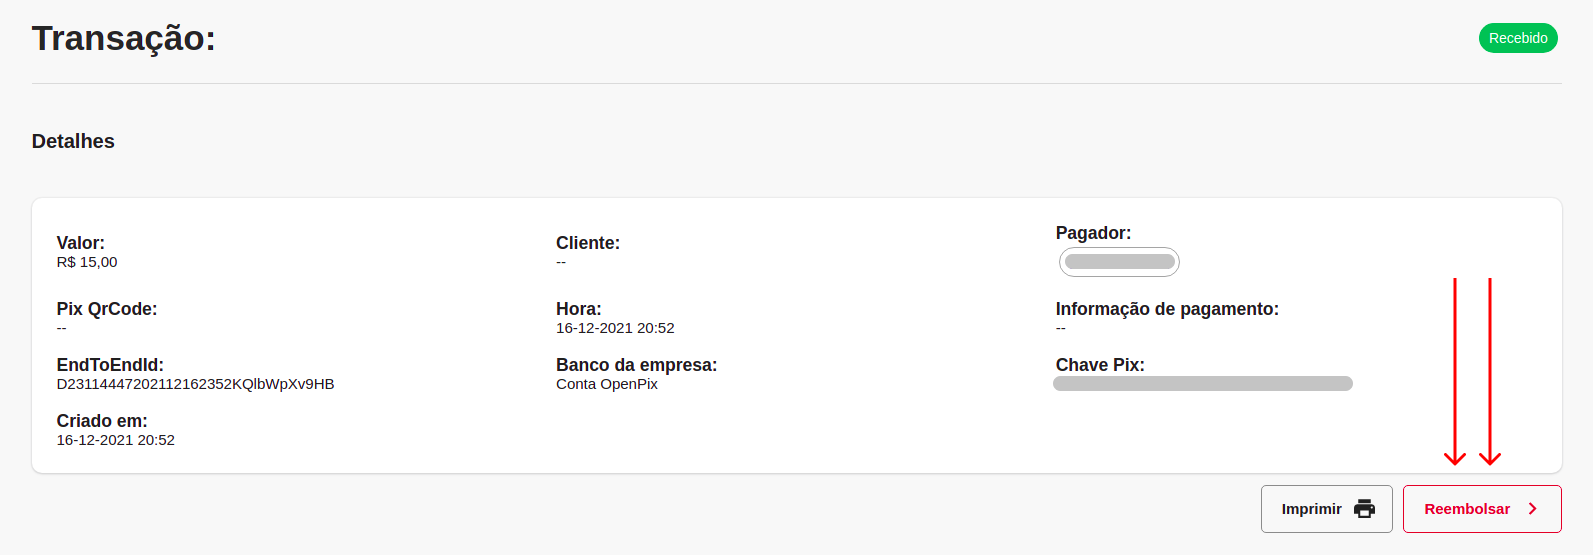 Transação:
Recebido
Detalhes
Valor:
R$ 15,00
Cliente:
--
Pagador:
Pix QrCode:
--
Hora:
16-12-2021 20:52
Informação de pagamento:
--
EndToEndId:
D23114447202112162352KQlbWpXv9HB
Banco da empresa:
Conta OpenPix
Chave Pix:
Criado em:
16-12-2021 20:52
Imprimir
Reembolsar